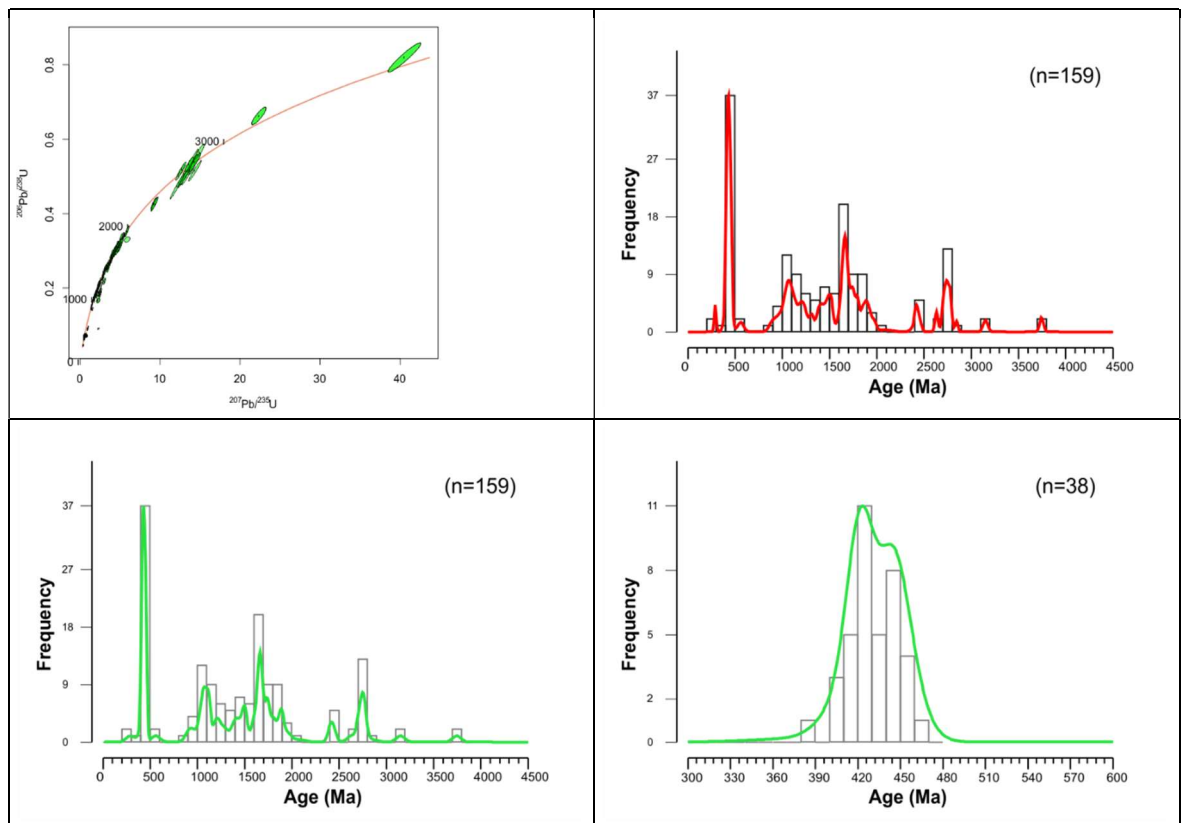 0.8
0.6
0.4
0.2
0
3000
2000
1000
²⁰⁶Pb/²³⁸U
0 10 20 30 40
²⁰⁷Pb/²³⁵U
(n=159)
37
27
18
9
0
Frequency
0 500 1000 1500 2000 2500 3000 3500 4000 4500
Age (Ma)
(n=159)
37
27
18
9
0
Frequency
0 500 1000 1500 2000 2500 3000 3500 4000 4500
Age (Ma)
(n=38)
11
8
5
2
0
Frequency
300 330 360 390 420 450 480 510 540 570 600
Age (Ma)